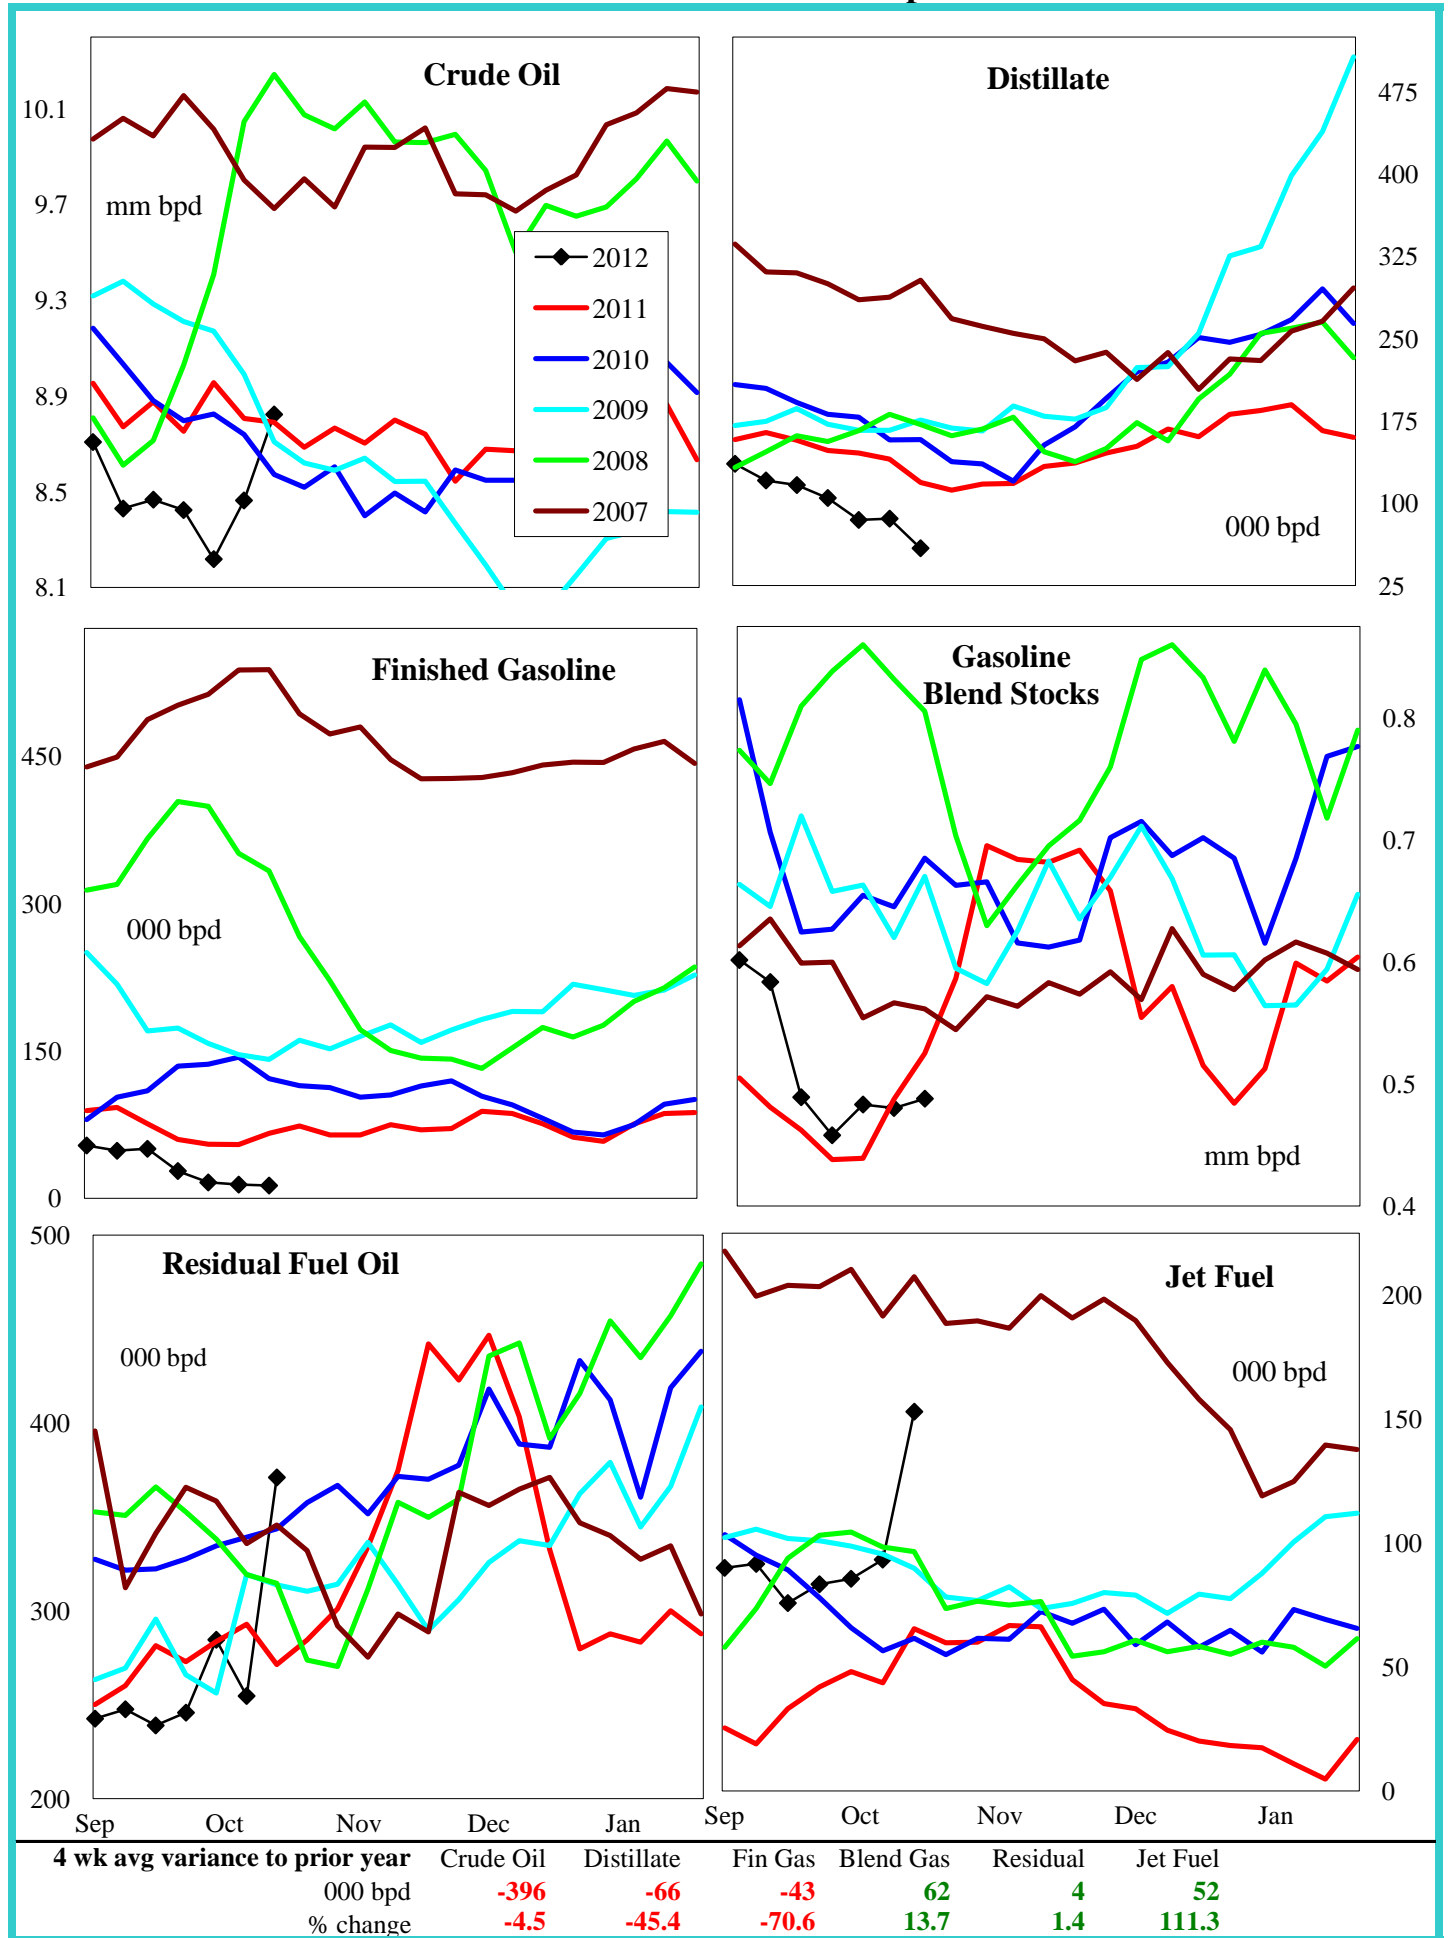 Crude Oil
10.1
9.7
9.3
8.9
8.5
8.1
mm bpd
2012
2011
2010
2009
2008
2007
Distillate
475
400
325
250
175
100
25
000 bpd
Finished Gasoline
450
300
150
0
000 bpd
Gasoline
Blend Stocks
0.8
0.7
0.6
0.5
0.4
mm bpd
Residual Fuel Oil
500
400
300
200
000 bpd
Sep Oct Nov Dec Jan
Jet Fuel
200
150
100
50
0
000 bpd
Sep Oct Nov Dec Jan
4 wk avg variance to prior year Crude Oil Distillate Fin Gas Blend Gas Residual Jet Fuel
000 bpd -396 -66 -43 62 4 52
% change -4.5 -45.4 -70.6 13.7 1.4 111.3